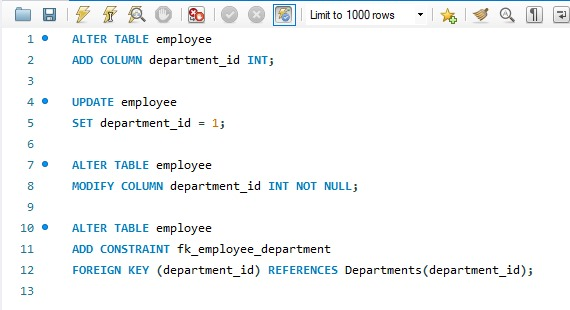 Limit to 1000 rows
1 ALTER TABLE employee
2 ADD COLUMN department_id INT;
3
4 UPDATE employee
5 SET department_id = 1;
6
7 ALTER TABLE employee
8 MODIFY COLUMN department_id INT NOT NULL;
9
10 ALTER TABLE employee
11 ADD CONSTRAINT fk_employee_department
12 FOREIGN KEY (department_id) REFERENCES Departments(department_id);
13